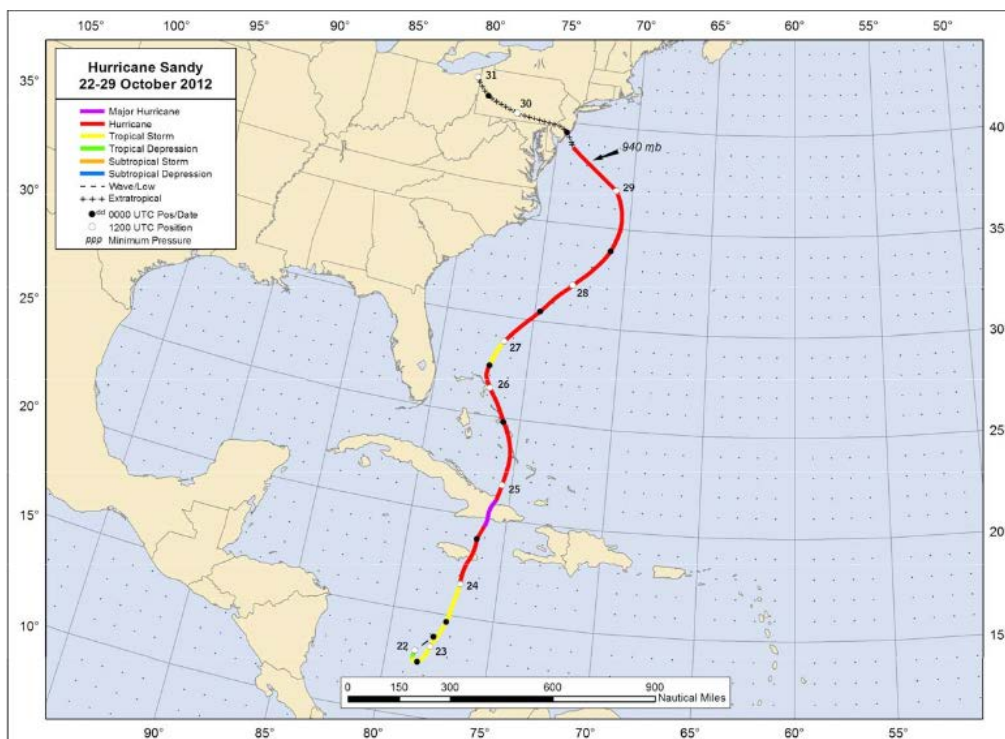 105° 100° 95° 90° 85° 80° 75° 70° 65° 60° 55° 50°
Hurricane Sandy
22-29 October 2012
Major Hurricane
Hurricane
Tropical Storm
Tropical Depression
Subtropical Storm
Subtropical Depression
Wave/Low
Extratropical
dd 0000 UTC Pos/Date
1200 UTC Position
ppp Minimum Pressure
35°
30°
25°
20°
15°
10°
40°
35°
30°
25°
20°
15°
31
30
940 mb
29
28
27
26
25
24
22
23
0 150 300 600 900
Nautical Miles
90° 85° 80° 75° 70° 65° 60° 55°